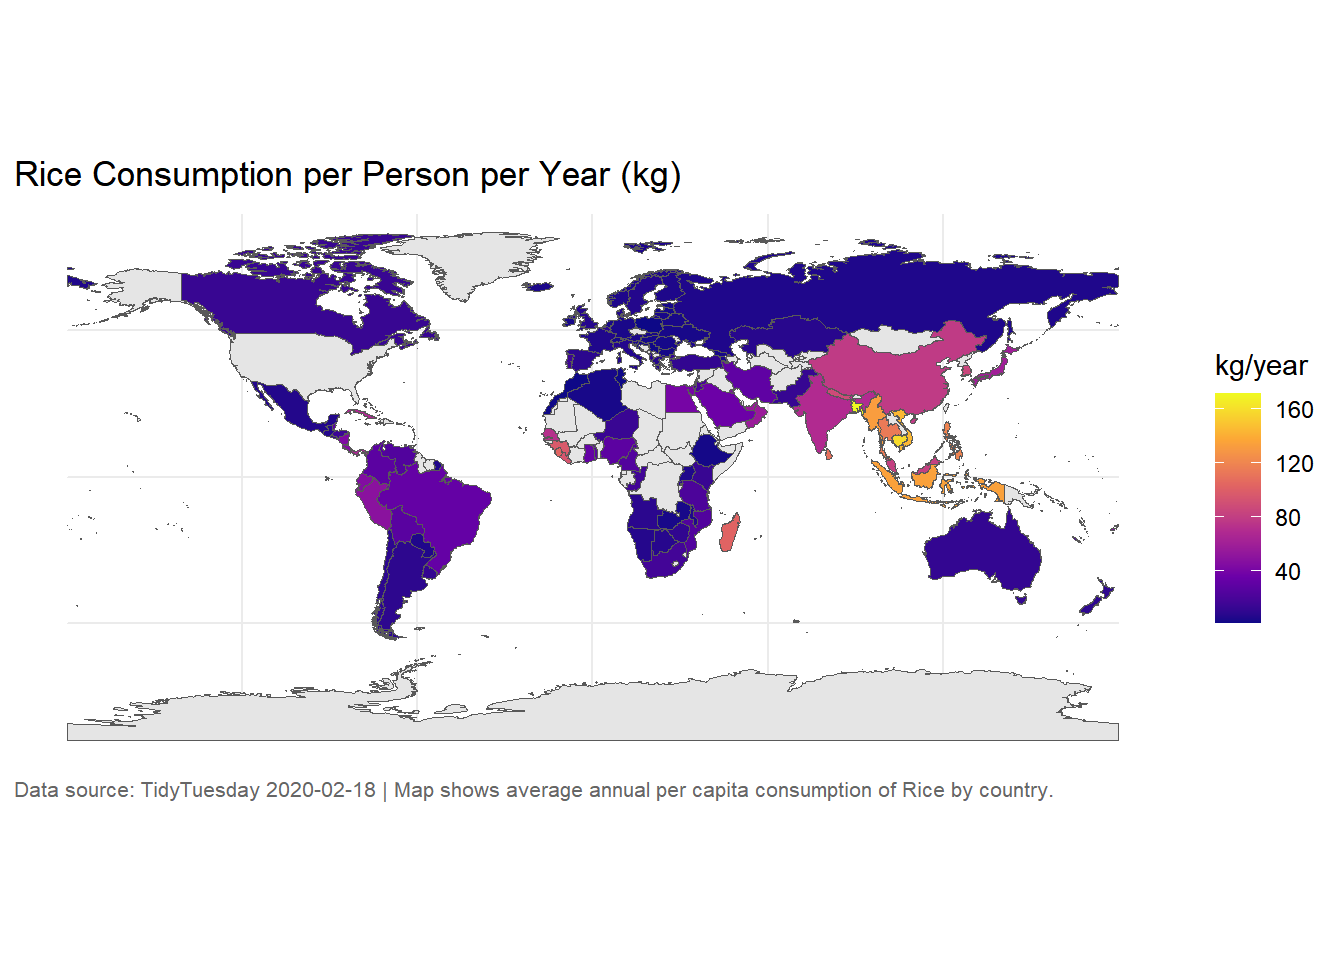 Rice Consumption per Person per Year (kg)
kg/year
160
120
80
40
Data source: TidyTuesday 2020-02-18 | Map shows average annual per capita consumption of Rice by country.